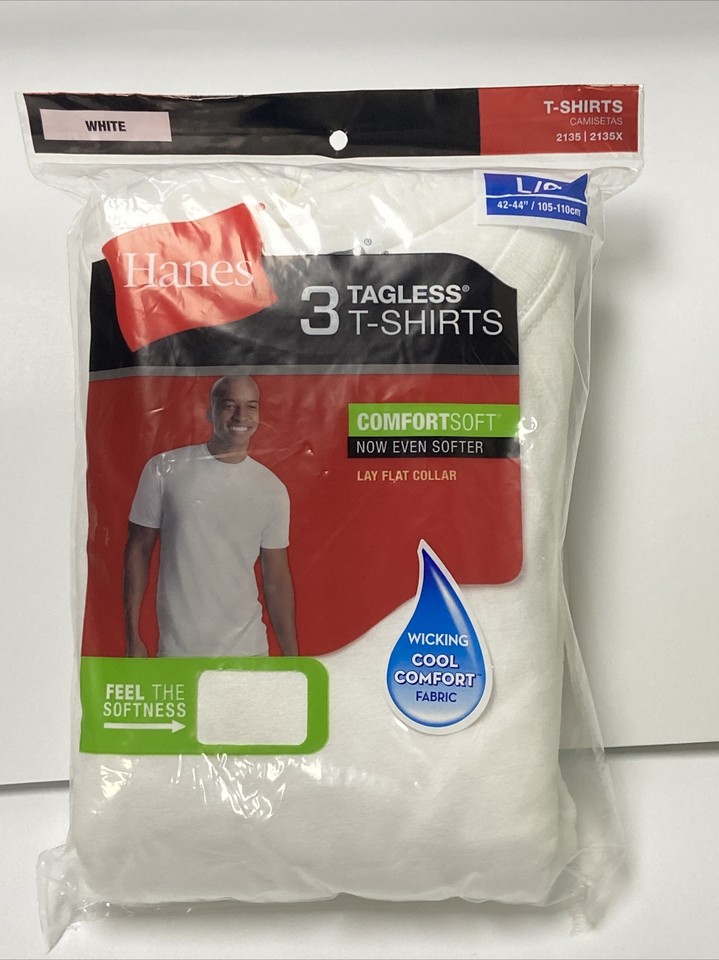 WHITE
T-SHIRTS
CAMISETAS
2135 | 2135X
L/G
42-44" / 105-110cm
Hanes
3 TAGLESS®
T-SHIRTS
COMFORTSOFT®
NOW EVEN SOFTER
LAY FLAT COLLAR
WICKING
COOL
COMFORT™
FABRIC
FEEL THE
SOFTNESS